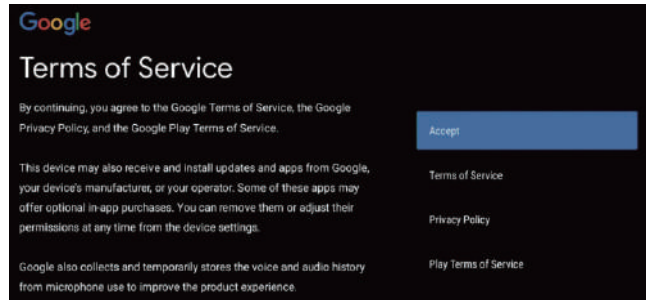 Google
Terms of Service
By continuing, you agree to the Google Terms of Service, the Google
Privacy Policy, and the Google Play Terms of Service.
This device may also receive and install updates and apps from Google,
your device's manufacturer, or your operator. Some of these apps may
offer optional in-app purchases. You can remove them or adjust their
permissions at any time from the device settings.
Google also collects and temporarily stores the voice and audio history
from microphone use to improve the product experience.
Accept
Terms of Service
Privacy Policy
Play Terms of Service